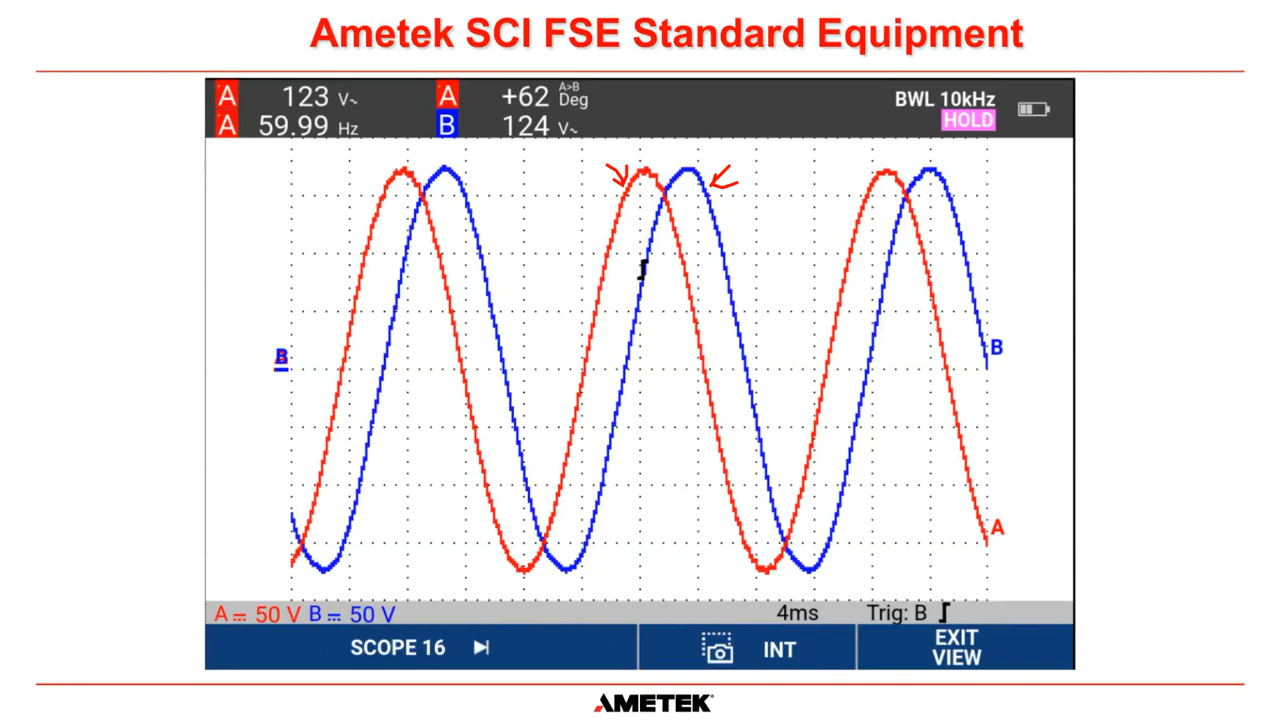 Ametek SCI FSE Standard Equipment
A 123 V~ A +62 A>B Deg BWL 10kHz
A 59.99 Hz B 124 V~ HOLD
B
B
A
A 50 V B 50 V 4ms Trig: B
SCOPE 16 INT EXIT VIEW
AMETEK®